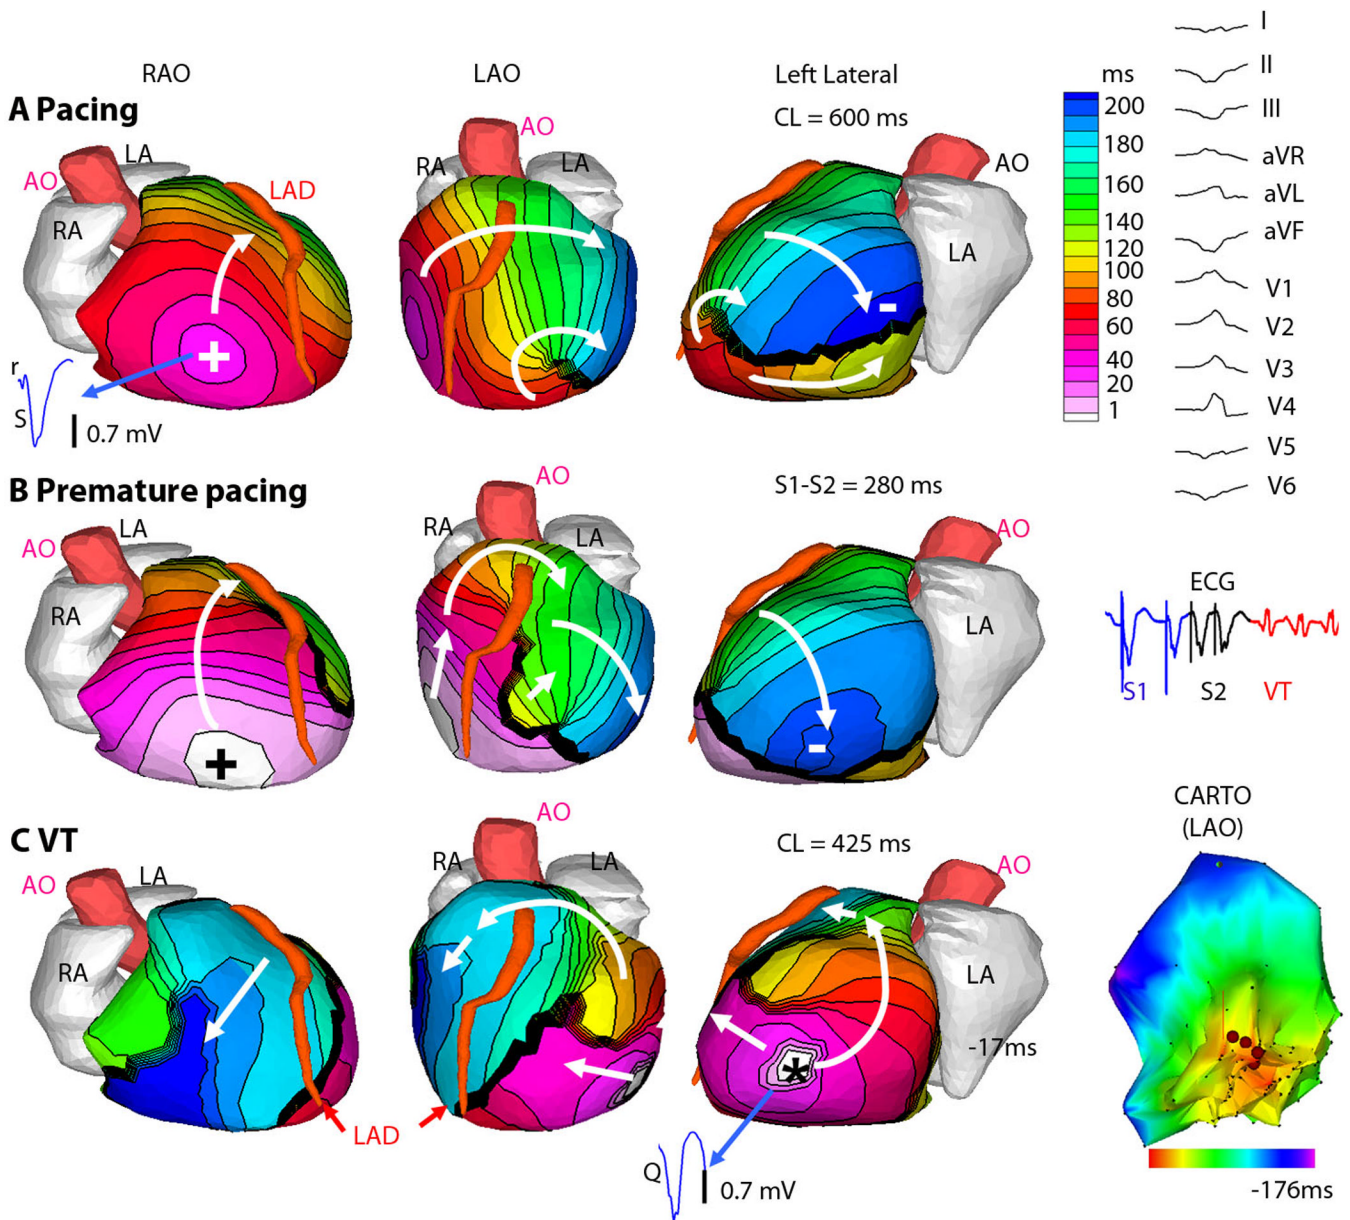 RAO
LAO
Left Lateral
ms
A Pacing
CL = 600 ms
AO
LA
RA
LAD
AO
RA
LA
AO
LA
200
180
160
140
120
100
80
60
40
20
1
I
II
III
aVR
aVL
aVF
V1
V2
V3
V4
V5
V6
+
-
r
S
0.7 mV
B Premature pacing
S1-S2 = 280 ms
AO
LA
RA
AO
RA
LA
AO
LA
+
-
ECG
S1
S2
VT
C VT
CL = 425 ms
AO
LA
RA
AO
RA
LA
AO
LA
-17ms
*
LAD
Q
0.7 mV
CARTO
(LAO)
-176ms